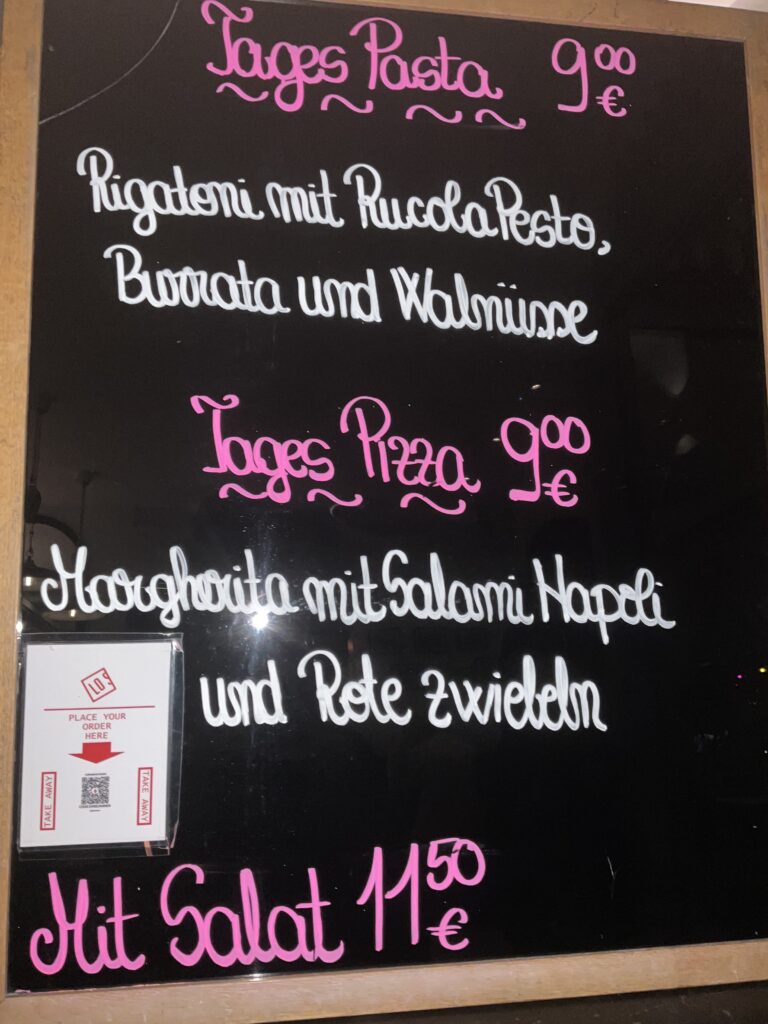 Tages Pasta 9,00 €
Rigatoni mit Rucola Pesto,
Burrata und Walnüsse
Tages Pizza 9,00 €
Margherita mit Salami Napoli
und Rote zwiebeln
LO
PLACE YOUR
ORDER
HERE
TAKE AWAY
TAKE AWAY
Mit Salat 11,50 €